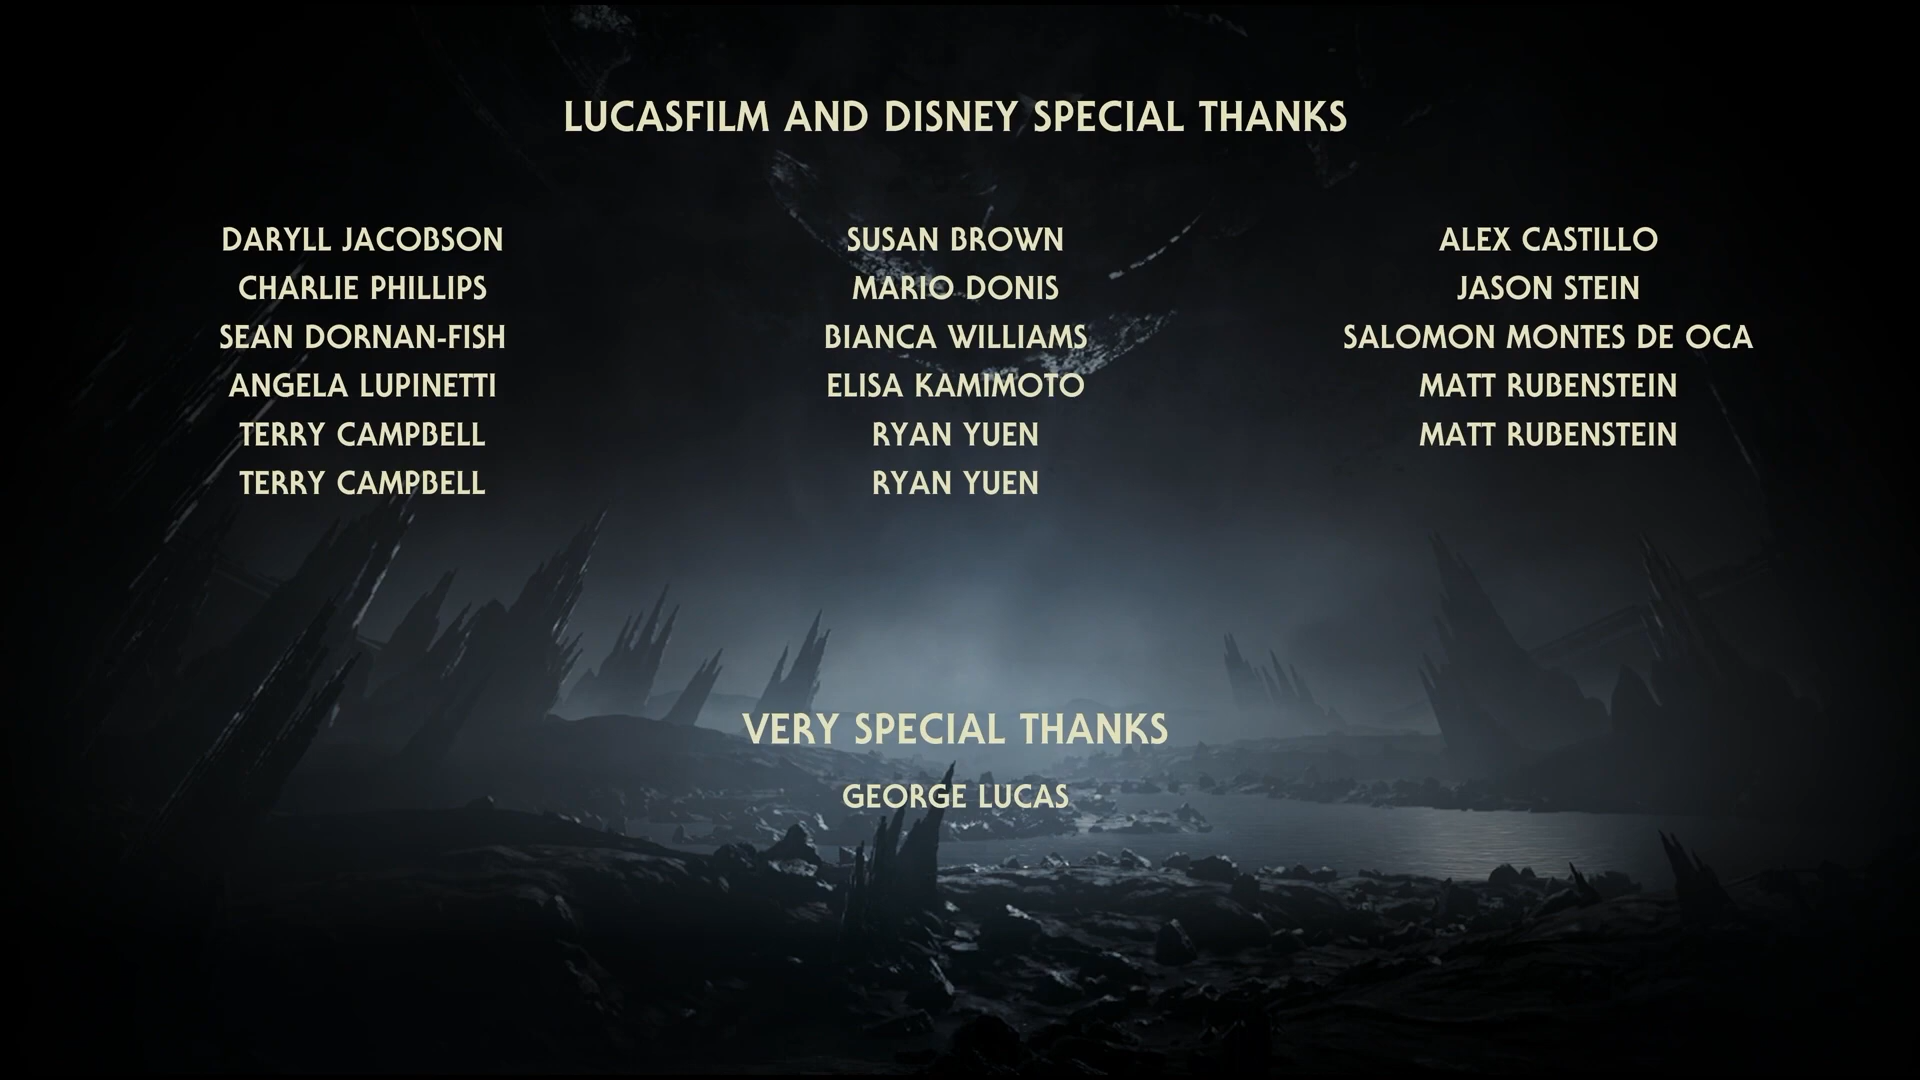 LUCASFILM AND DISNEY SPECIAL THANKS
DARYLL JACOBSON
CHARLIE PHILLIPS
SEAN DORNAN-FISH
ANGELA LUPINETTI
TERRY CAMPBELL
TERRY CAMPBELL
SUSAN BROWN
MARIO DONIS
BIANCA WILLIAMS
ELISA KAMIMOTO
RYAN YUEN
RYAN YUEN
ALEX CASTILLO
JASON STEIN
SALOMON MONTES DE OCA
MATT RUBENSTEIN
MATT RUBENSTEIN
VERY SPECIAL THANKS
GEORGE LUCAS